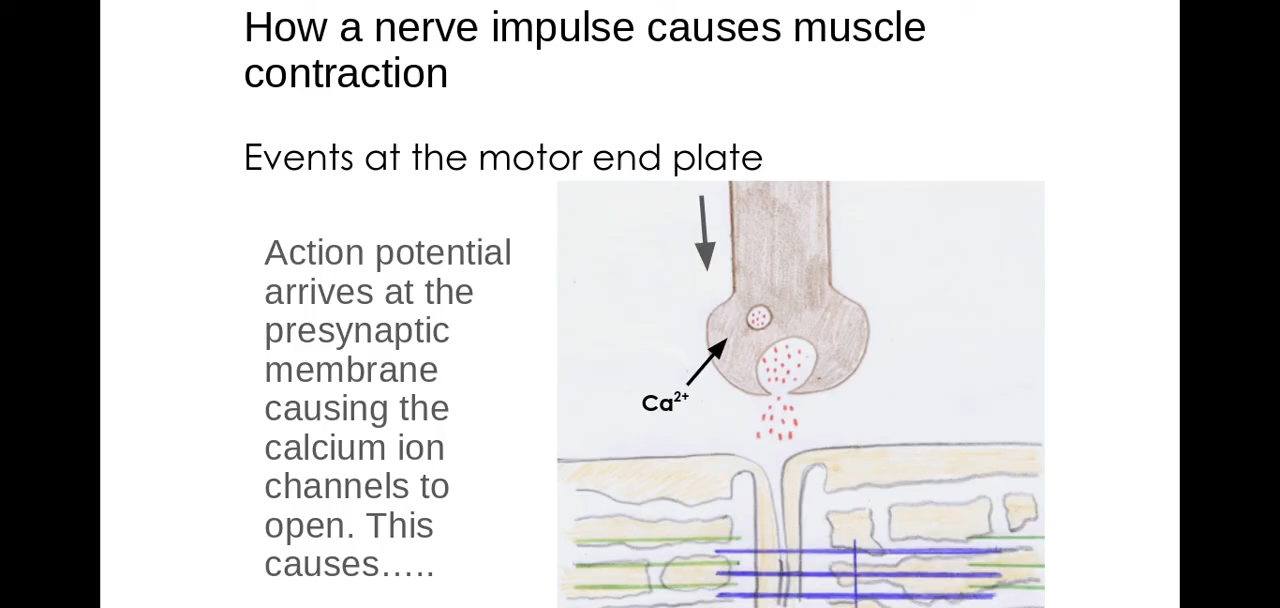 How a nerve impulse causes muscle
contraction
Events at the motor end plate
Action potential
arrives at the
presynaptic
membrane
causing the
calcium ion
channels to
open. This
causes…..
Ca²⁺